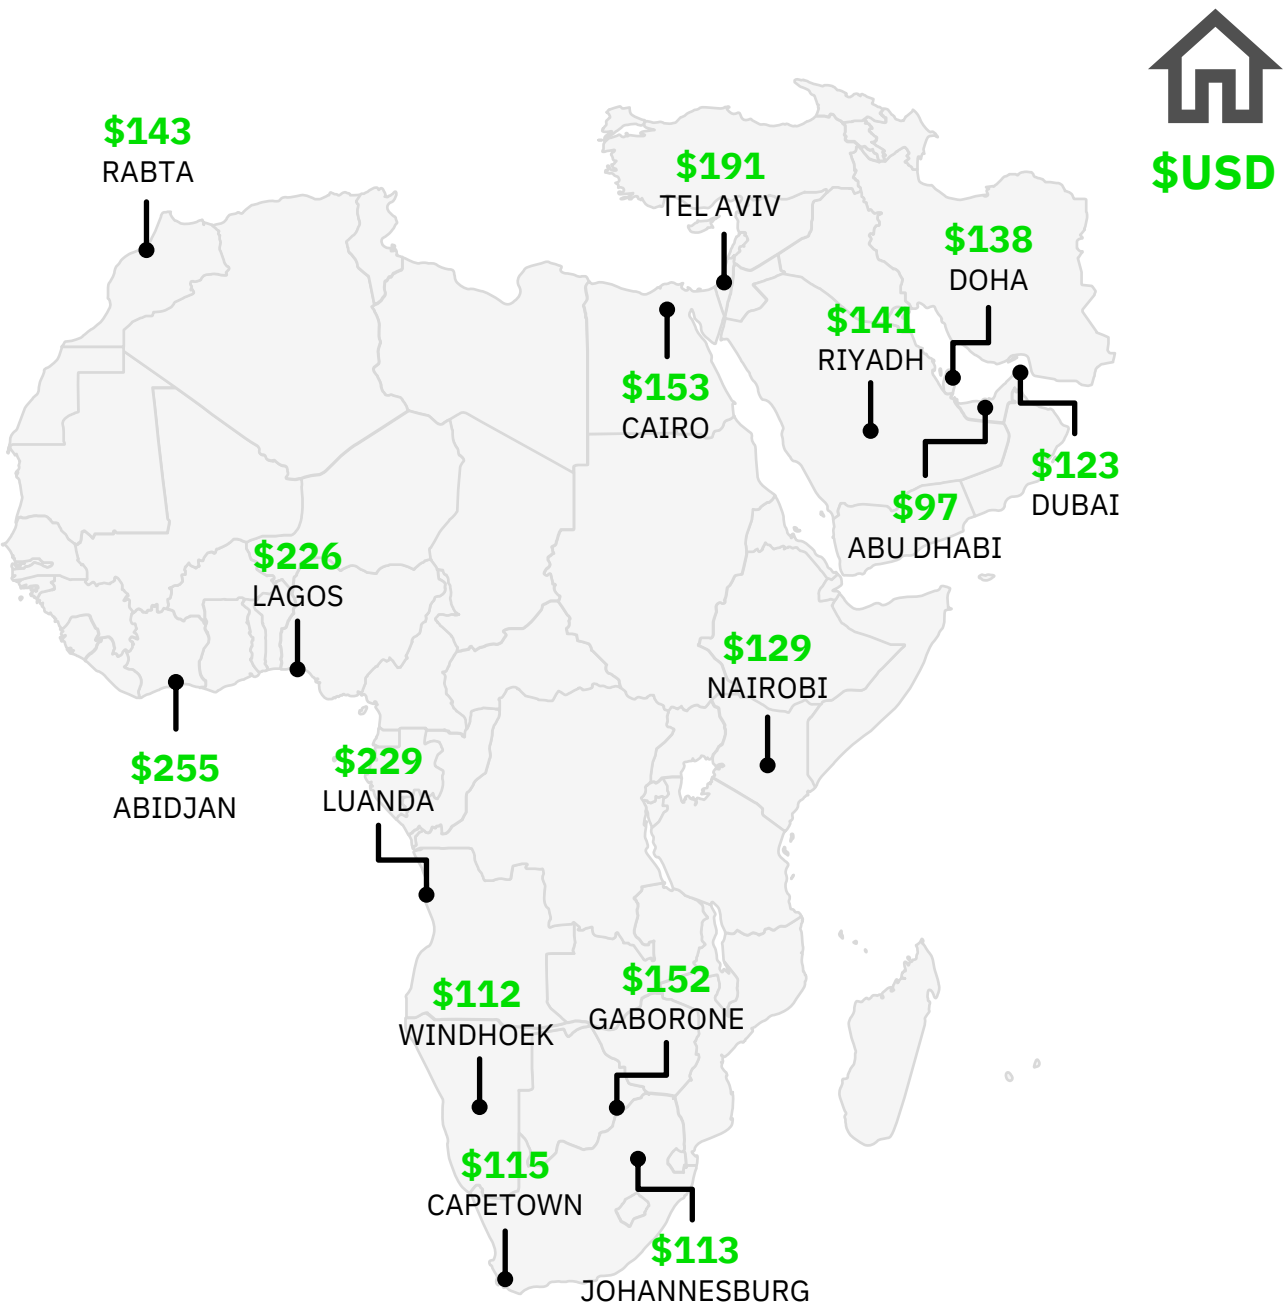 $USD
$143
RABTA
$191
TEL AVIV
$138
DOHA
$141
RIYADH
$153
CAIRO
$123
DUBAI
$97
ABU DHABI
$226
LAGOS
$129
NAIROBI
$255
ABIDJAN
$229
LUANDA
$112
WINDHOEK
$152
GABORONE
$115
CAPETOWN
$113
JOHANNESBURG